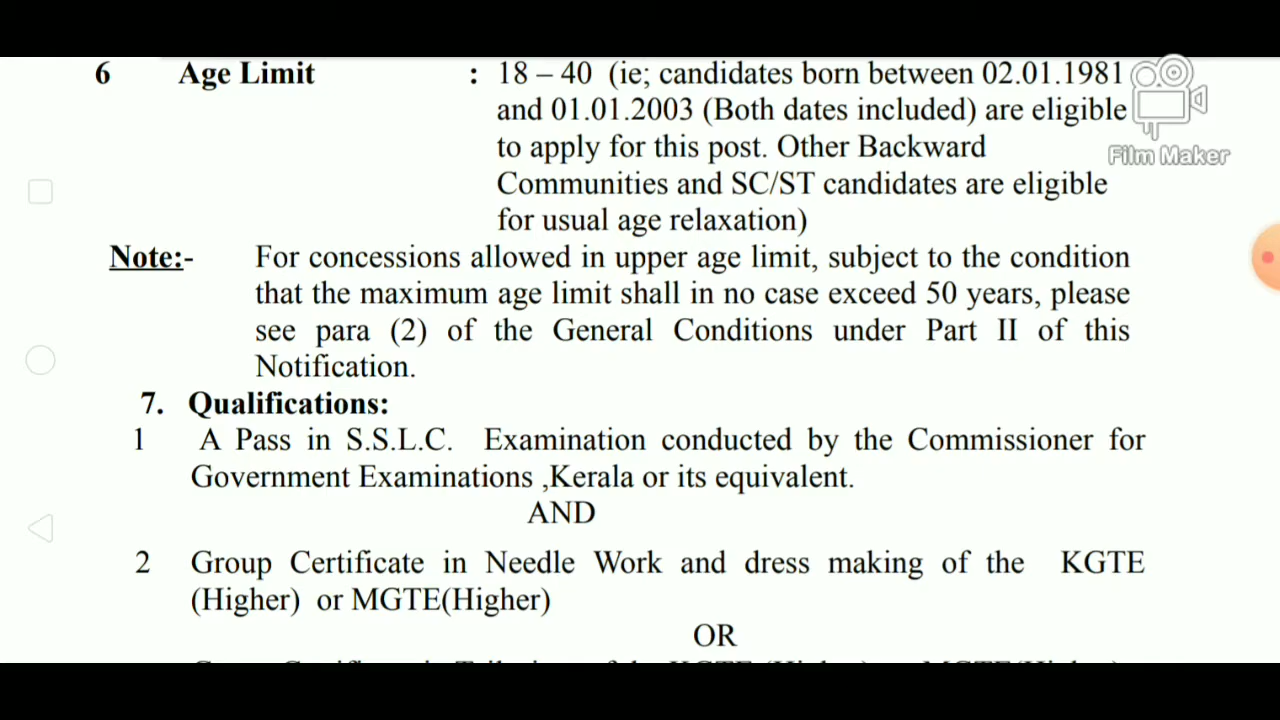 6 Age Limit : 18 – 40 (ie; candidates born between 02.01.1981
and 01.01.2003 (Both dates included) are eligible
to apply for this post. Other Backward
Communities and SC/ST candidates are eligible
for usual age relaxation)
Film Maker
Note:- For concessions allowed in upper age limit, subject to the condition
that the maximum age limit shall in no case exceed 50 years, please
see para (2) of the General Conditions under Part II of this
Notification.
7. Qualifications:
1 A Pass in S.S.L.C. Examination conducted by the Commissioner for
Government Examinations ,Kerala or its equivalent.
AND
2 Group Certificate in Needle Work and dress making of the KGTE
(Higher) or MGTE(Higher)
OR